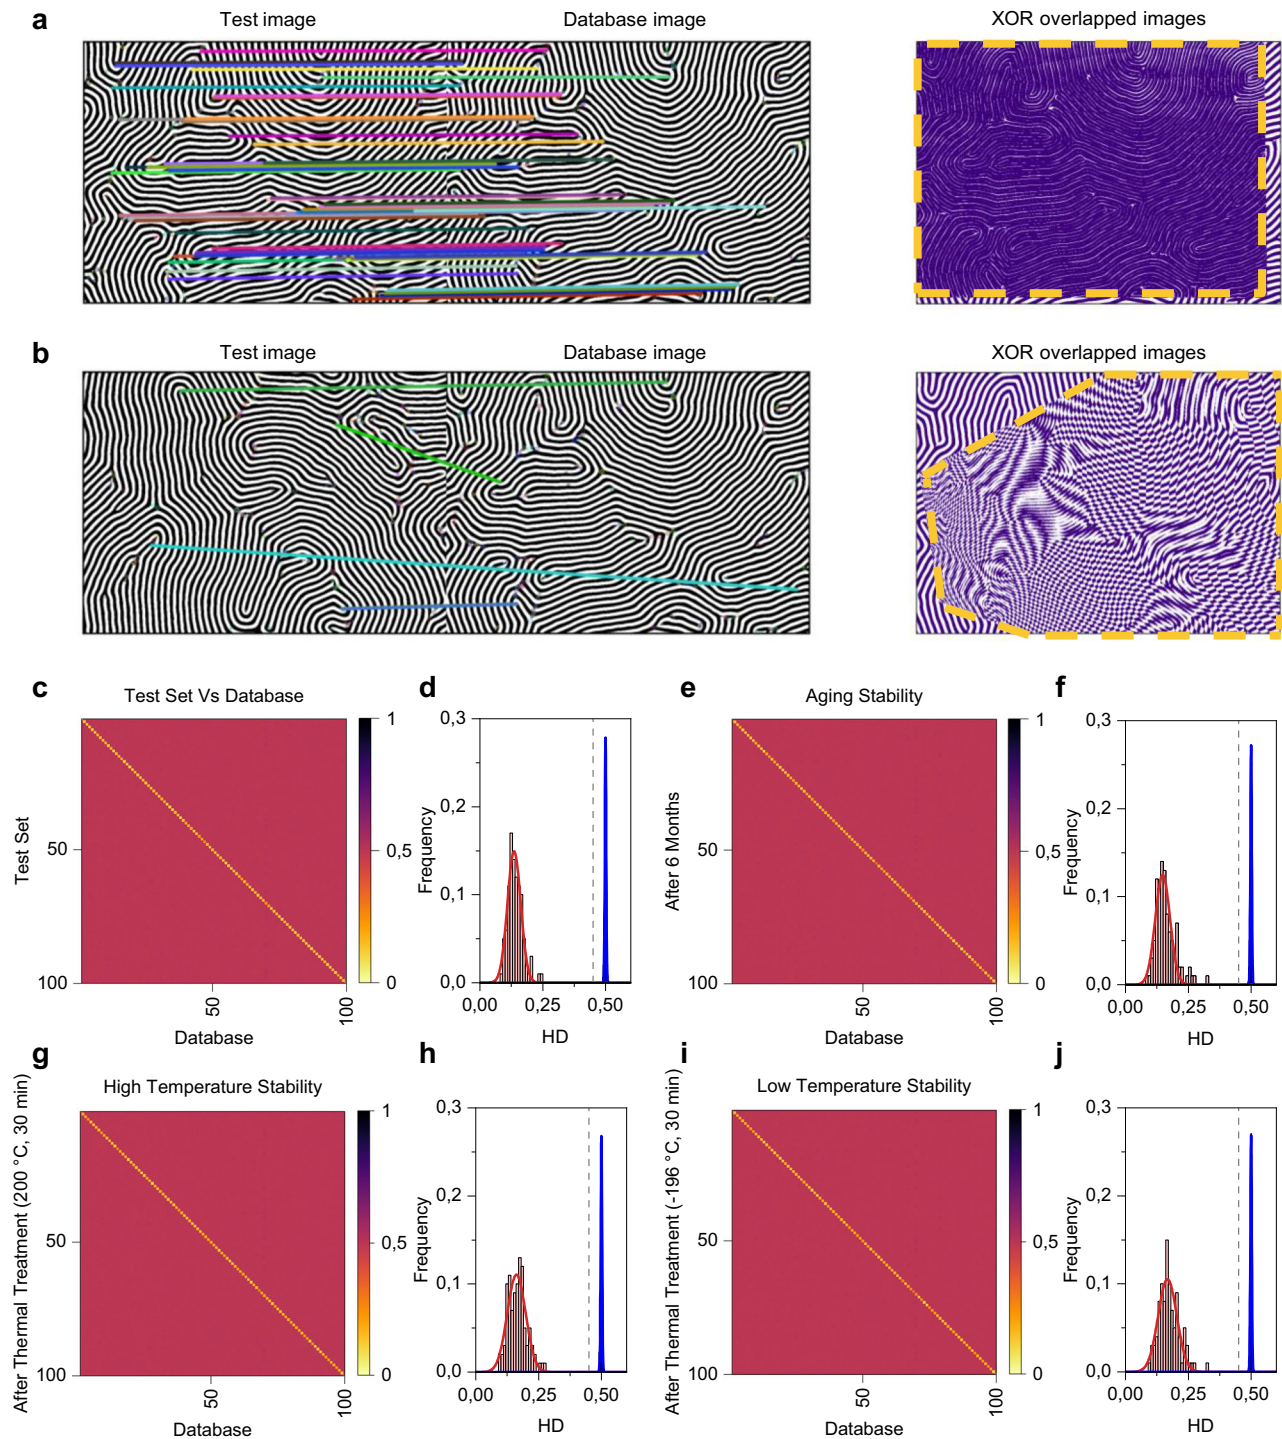 a
Test image
Database image
XOR overlapped images
b
Test image
Database image
XOR overlapped images
c
Test Set Vs Database
Test Set
50
100
50
100
Database
1
0,5
0
d
Frequency
0,3
0,2
0,1
0,0
0,00
0,25
0,50
HD
e
Aging Stability
After 6 Months
50
100
50
100
Database
1
0,5
0
f
Frequency
0,3
0,2
0,1
0,0
0,00
0,25
0,50
HD
g
High Temperature Stability
After Thermal Treatment (200 °C, 30 min)
50
100
50
100
Database
1
0,5
0
h
Frequency
0,3
0,2
0,1
0,0
0,00
0,25
0,50
HD
i
Low Temperature Stability
After Thermal Treatment (-196 °C, 30 min)
50
100
50
100
Database
1
0,5
0
j
Frequency
0,3
0,2
0,1
0,0
0,00
0,25
0,50
HD